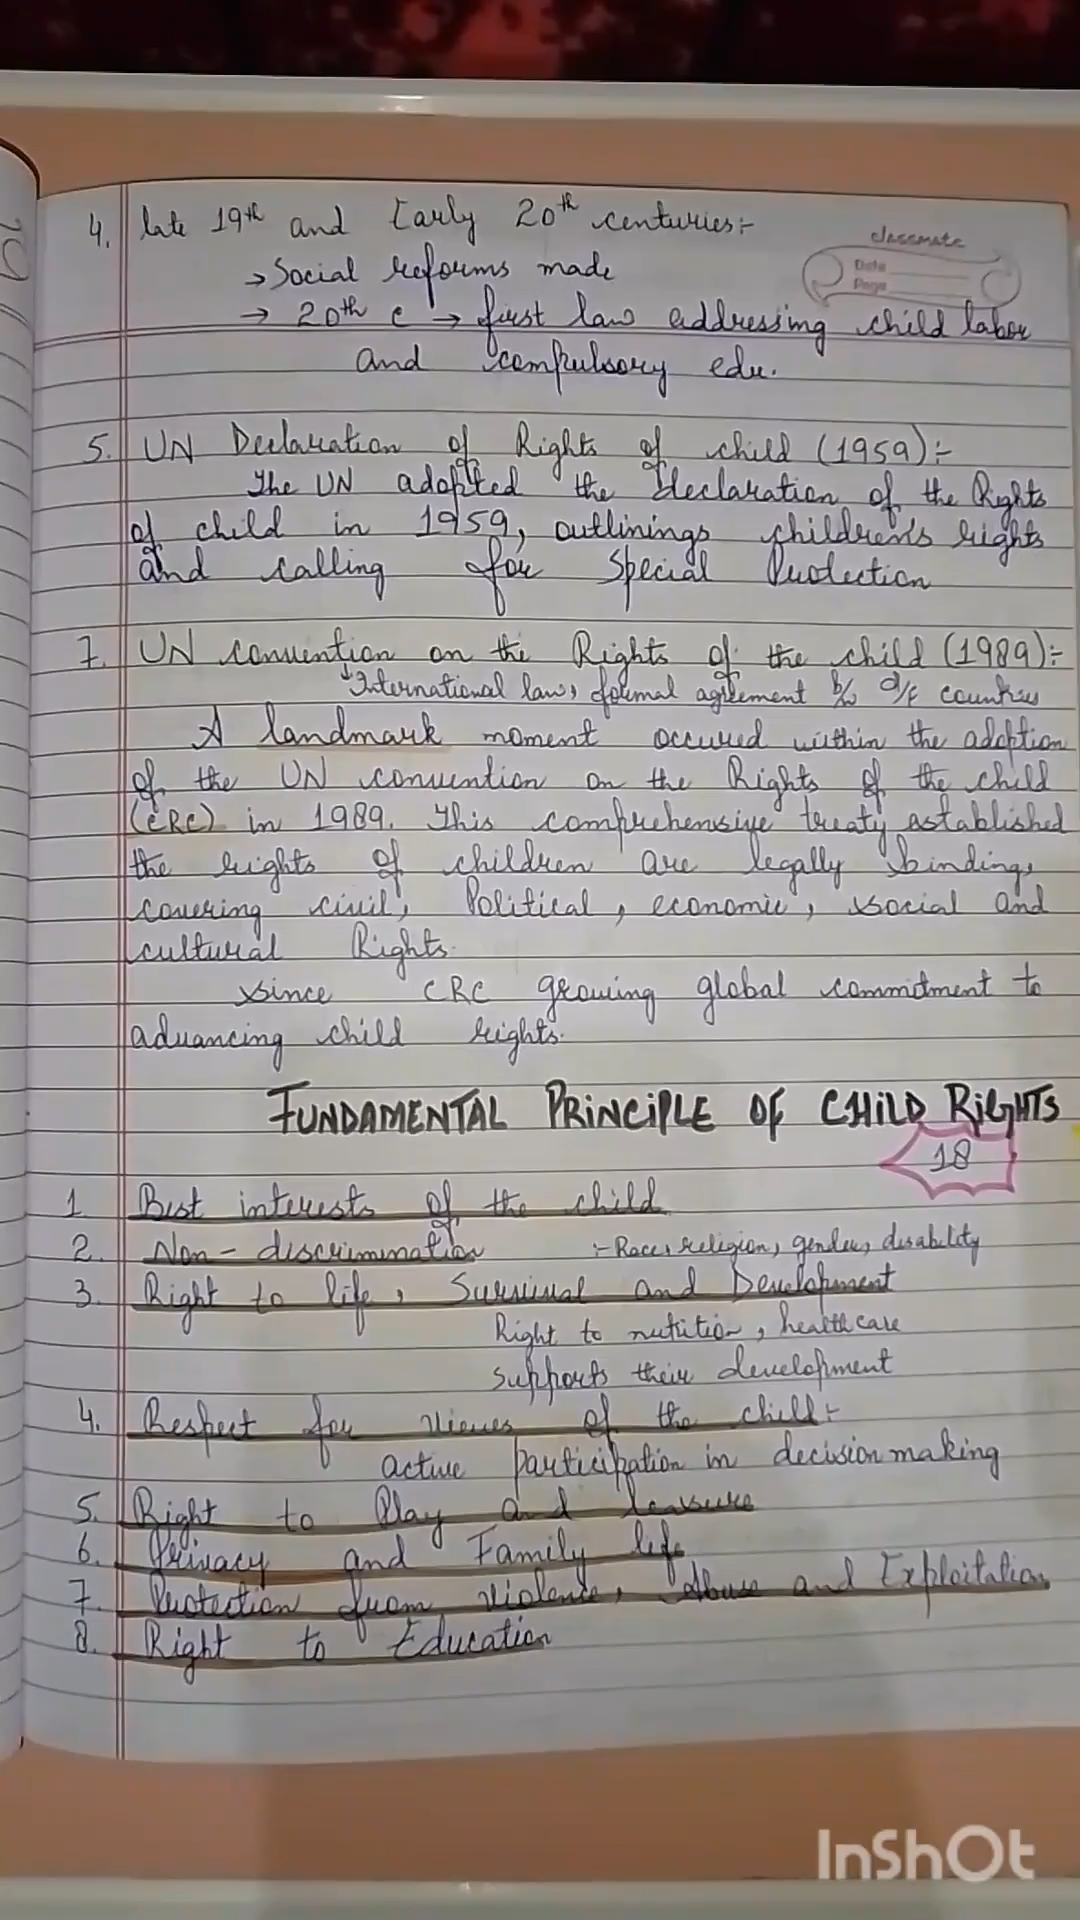 4. late 19th and Early 20th centuries:-
classmate
Date
Page
→ Social reforms made
→ 20th c → first law addressing child labor
and compulsory edu.
5. UN Declaration of Rights of child (1959):-
The UN adopted the declaration of the Rights
of child in 1959, outlinings children's rights
and calling for special Protection
7. UN convention on the Rights of the child (1989):-
↓International law, formal agreement b/w d/f countries
A landmark moment occured within the adoption
of the UN convention on the Rights of the child
(CRC) in 1989. This comprehensive treaty established
the rights of children are legally binding,
covering civil, Political, economic, social and
cultural Rights.
since CRC growing global commitment to
advancing child rights.
FUNDAMENTAL PRINCIPLE OF CHILD RIGHTS
18
1. Best interests of the child
2. Non-discrimination :- Race, religion, gender, disability
3. Right to life, Survival and Development
Right to nutrition, healthcare
supports their development
4. Respect for views of the chill:-
active participation in decision making
5. Right to Play and leasure
6. Privacy and Family life
7. Protection from violence, Abuse and Exploitation
8. Right to Education
InShOt